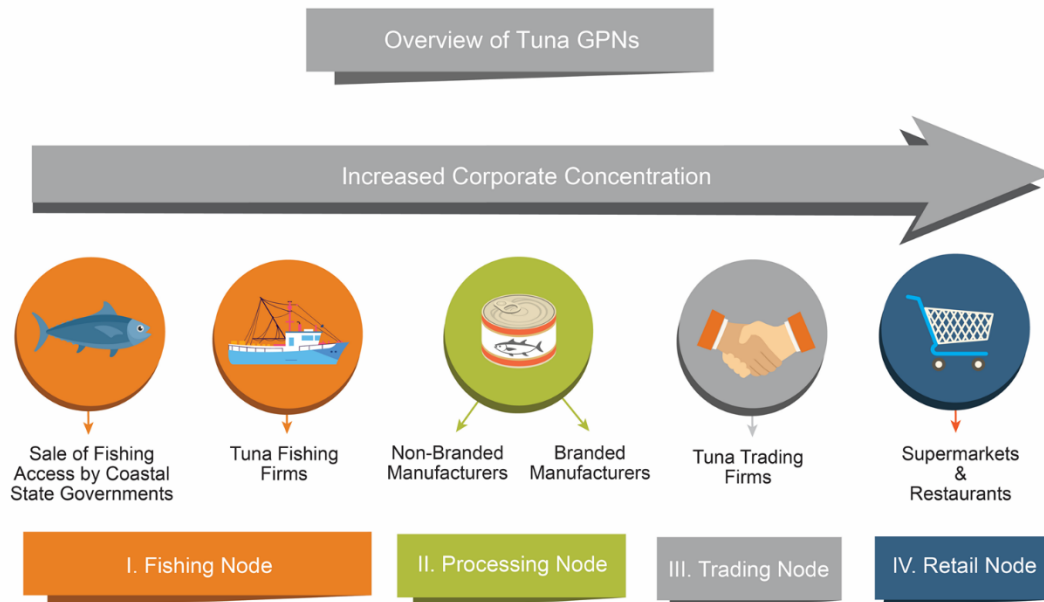 Overview of Tuna GPNs
Increased Corporate Concentration
Sale of Fishing
Access by Coastal
State Governments
Tuna Fishing
Firms
Non-Branded
Manufacturers
Branded
Manufacturers
Tuna Trading
Firms
Supermarkets
&
Restaurants
I. Fishing Node
II. Processing Node
III. Trading Node
IV. Retail Node